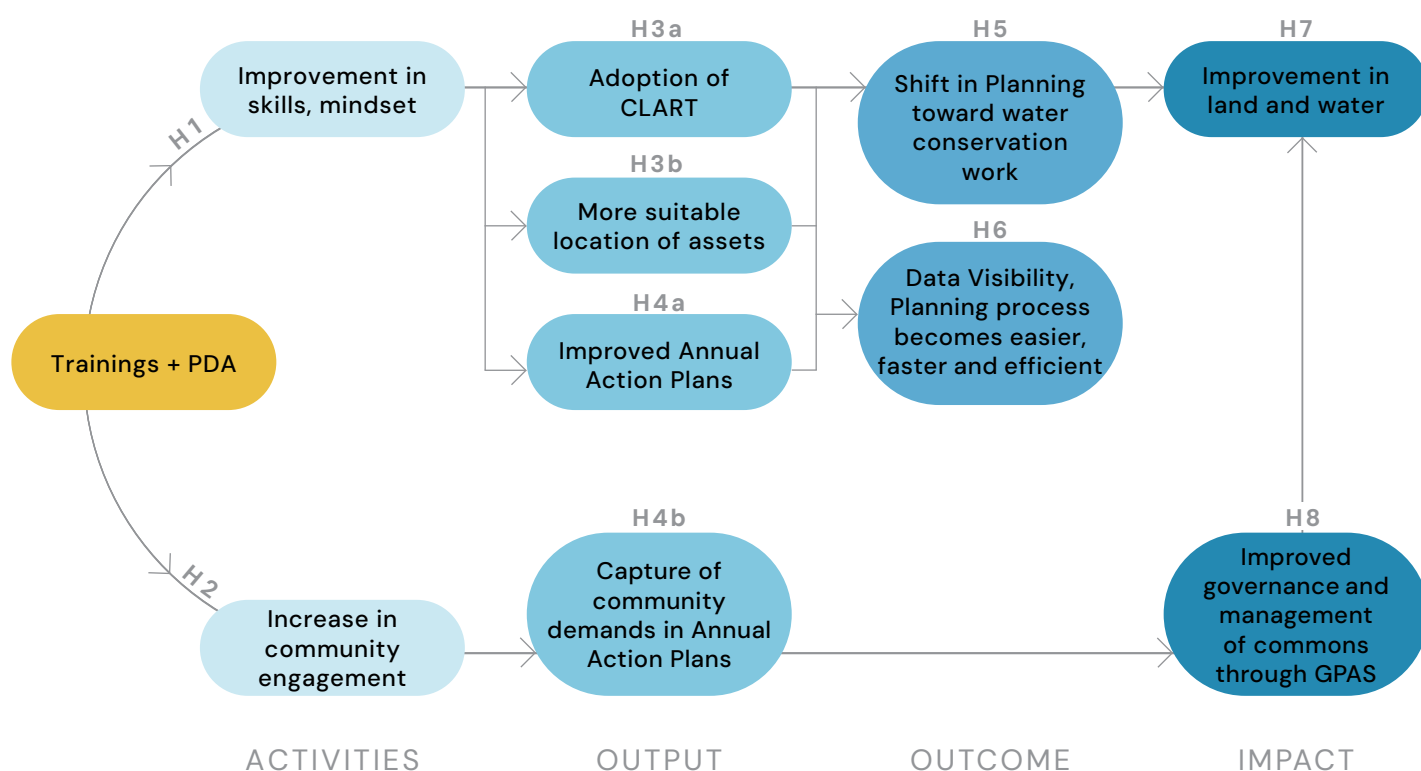 H1
Improvement in
skills, mindset
H3a
Adoption of
CLART
H5
Shift in Planning
toward water
conservation
work
H7
Improvement in
land and water
H3b
More suitable
location of assets
H6
Data Visibility,
Planning process
becomes easier,
faster and efficient
H4a
Improved Annual
Action Plans
Trainings + PDA
H2
Increase in
community
engagement
H4b
Capture of
community
demands in Annual
Action Plans
H8
Improved
governance and
management
of commons
through GPAS
ACTIVITIES
OUTPUT
OUTCOME
IMPACT